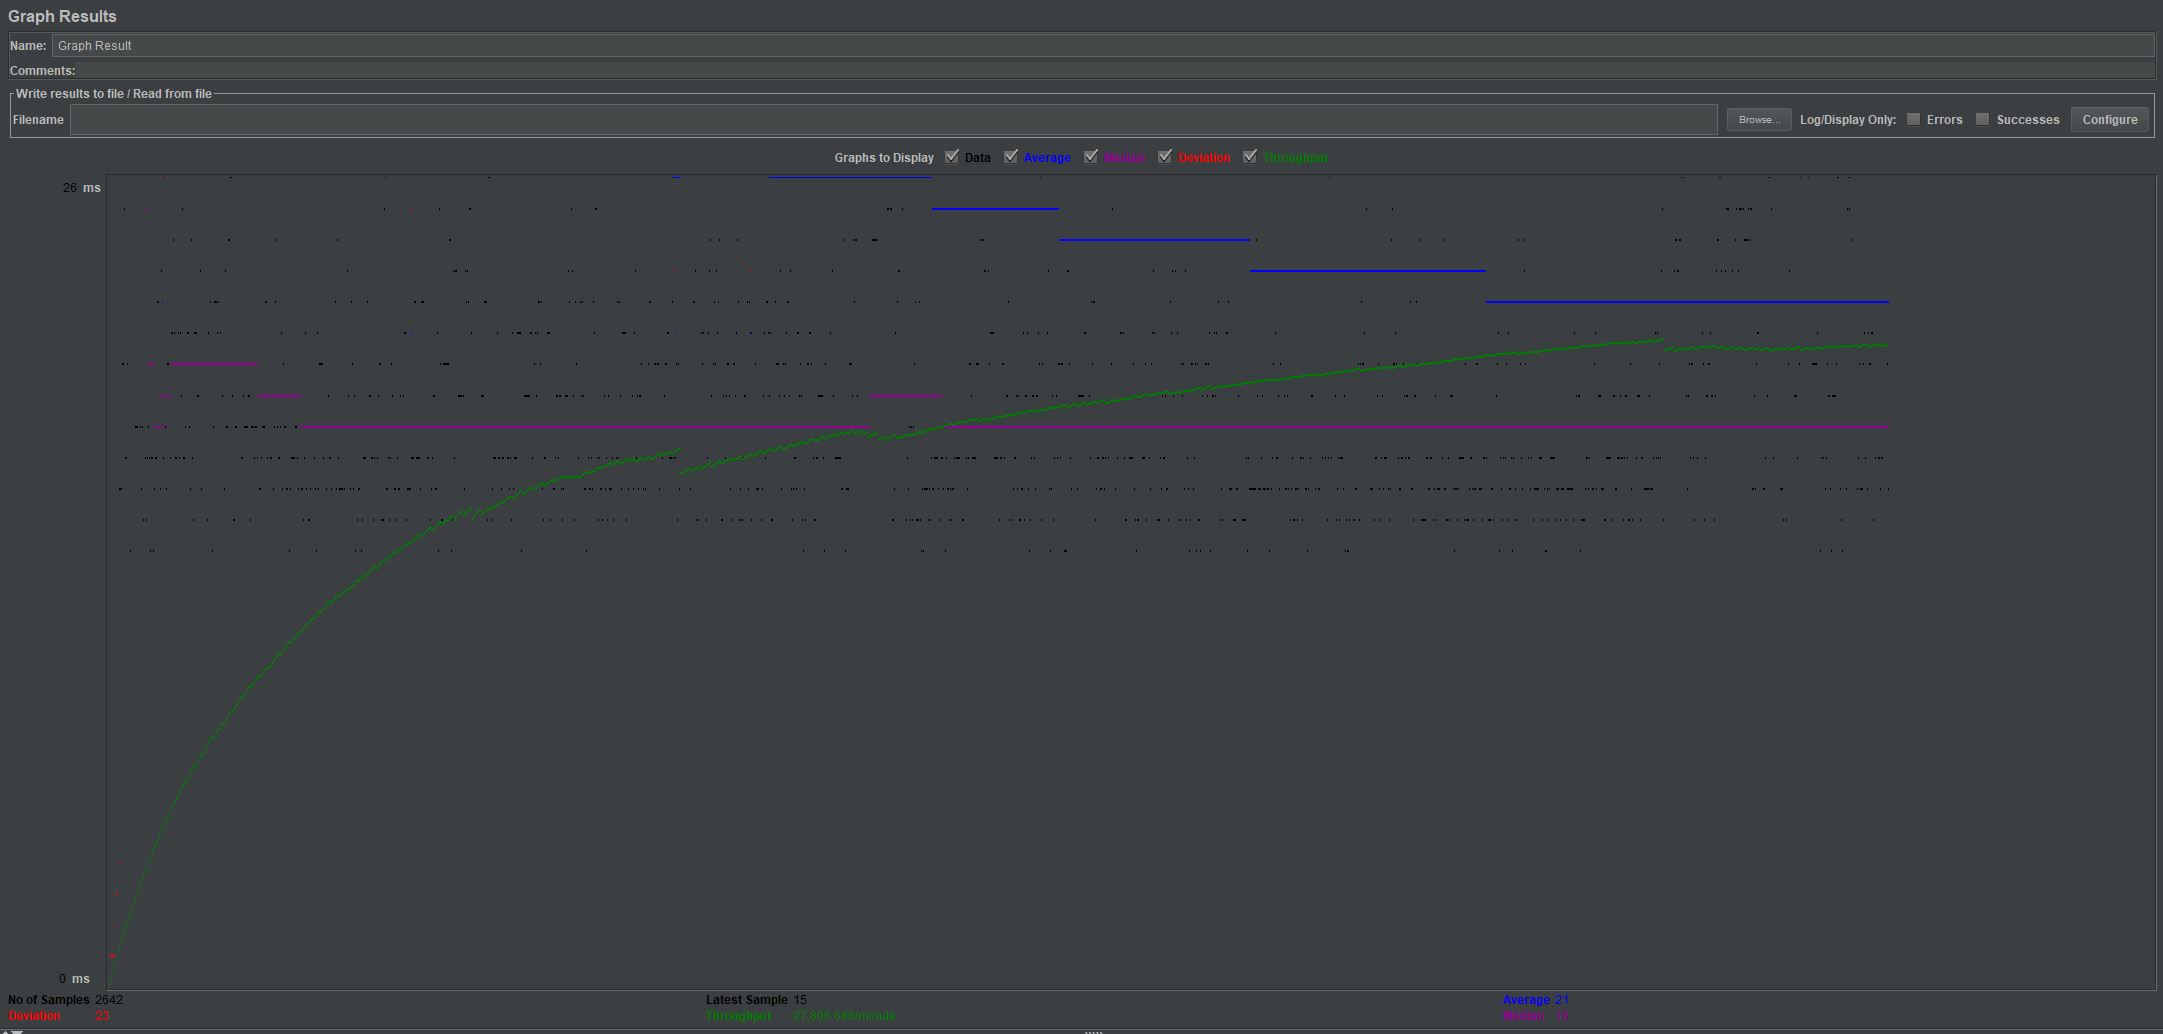 Graph Results
Name: Graph Result
Comments:
Write results to file / Read from file
Filename Browse... Log/Display Only: Errors Successes Configure
Graphs to Display Data Average Median Deviation Throughput
26 ms
0 ms
No of Samples 2642 Latest Sample 15 Average 21
Deviation 23 Throughput 27,805.648/minute Median